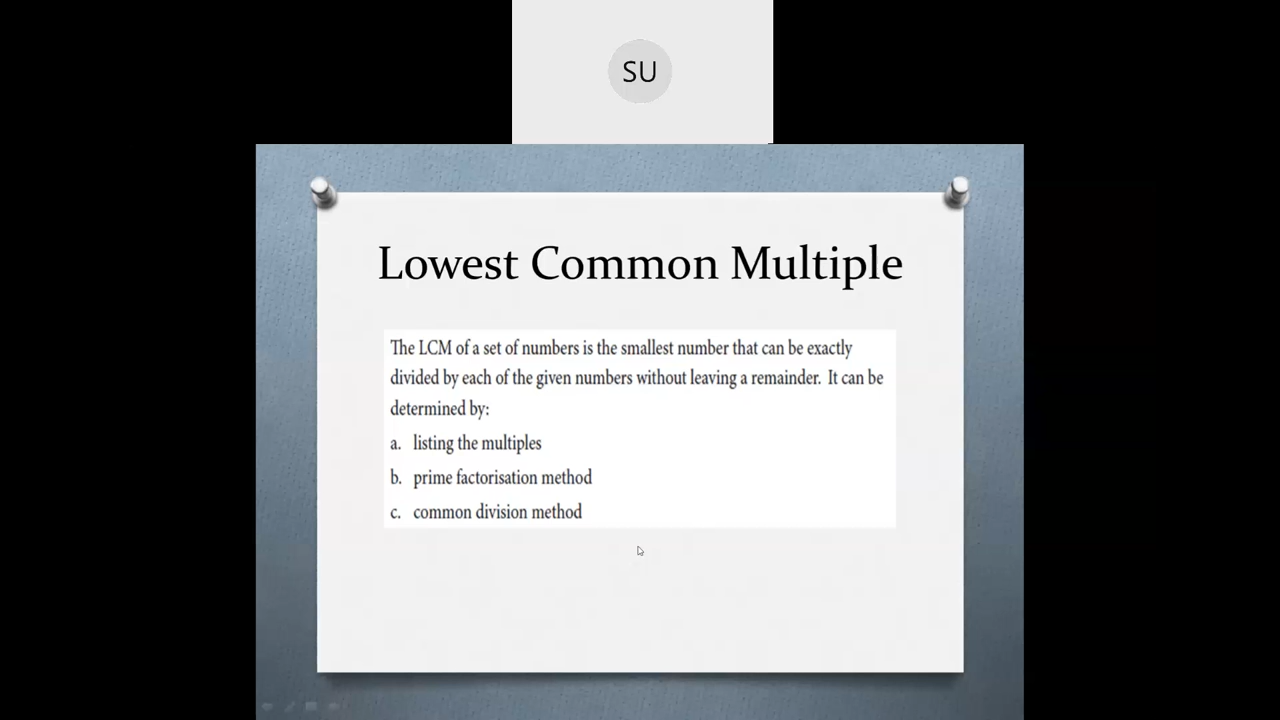 SU
Lowest Common Multiple
The LCM of a set of numbers is the smallest number that can be exactly
divided by each of the given numbers without leaving a remainder. It can be
determined by:
a. listing the multiples
b. prime factorisation method
c. common division method